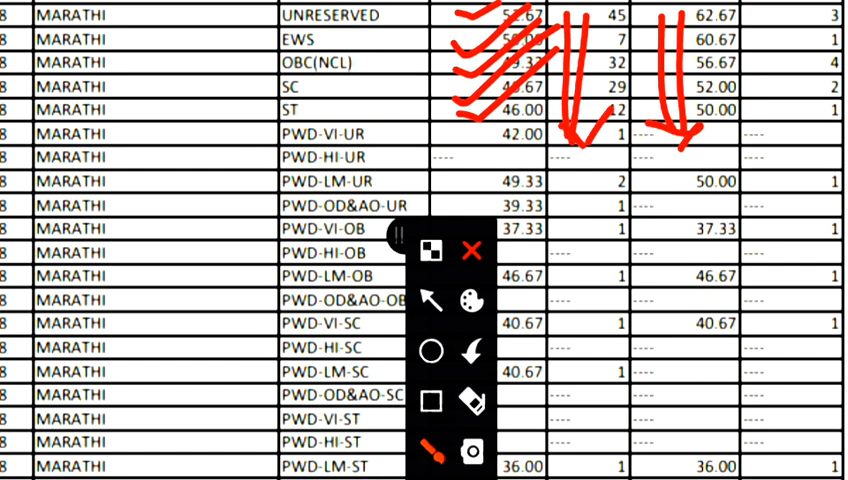 8 MARATHI UNRESERVED 45 62.67 3
8 MARATHI EWS 7 60.67 1
8 MARATHI OBC(NCL) 32 56.67 4
8 MARATHI SC 29 52.00 2
8 MARATHI ST 46.00 12 50.00 1
8 MARATHI PWD-VI-UR 42.00 1 ---- ----
8 MARATHI PWD-HI-UR ---- ---- ---- ----
8 MARATHI PWD-LM-UR 49.33 2 50.00 1
8 MARATHI PWD-OD&AO-UR 39.33 1 ---- ----
8 MARATHI PWD-VI-OB 37.33 1 37.33 1
8 MARATHI PWD-HI-OB ---- ---- ----
8 MARATHI PWD-LM-OB 46.67 1 46.67 1
8 MARATHI PWD-OD&AO-OB ---- ---- ----
8 MARATHI PWD-VI-SC 40.67 1 40.67 1
8 MARATHI PWD-HI-SC ---- ---- ----
8 MARATHI PWD-LM-SC 40.67 1 ---- ----
8 MARATHI PWD-OD&AO-SC ---- ---- ----
8 MARATHI PWD-VI-ST ---- ---- ----
8 MARATHI PWD-HI-ST ---- ---- ----
8 MARATHI PWD-LM-ST 36.00 1 36.00 1